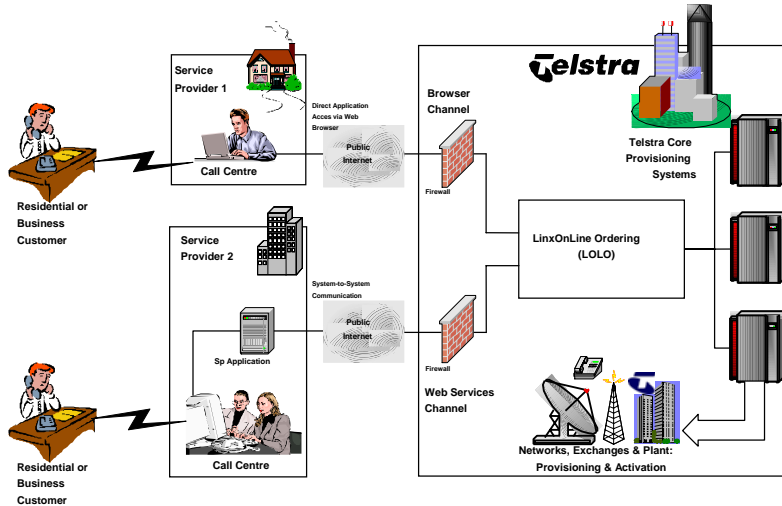 Telstra
Service
Provider 1
Direct Application
Acces via Web
Browser
Public
Internet
Browser
Channel
Firewall
Telstra Core
Provisioning
Systems
Call Centre
Residential or
Business
Customer
LinxOnLine Ordering
(LOLO)
Service
Provider 2
System-to-System
Communication
Public
Internet
Sp Application
Firewall
Web Services
Channel
Call Centre
Residential or
Business
Customer
Networks, Exchanges & Plant:
Provisioning & Activation